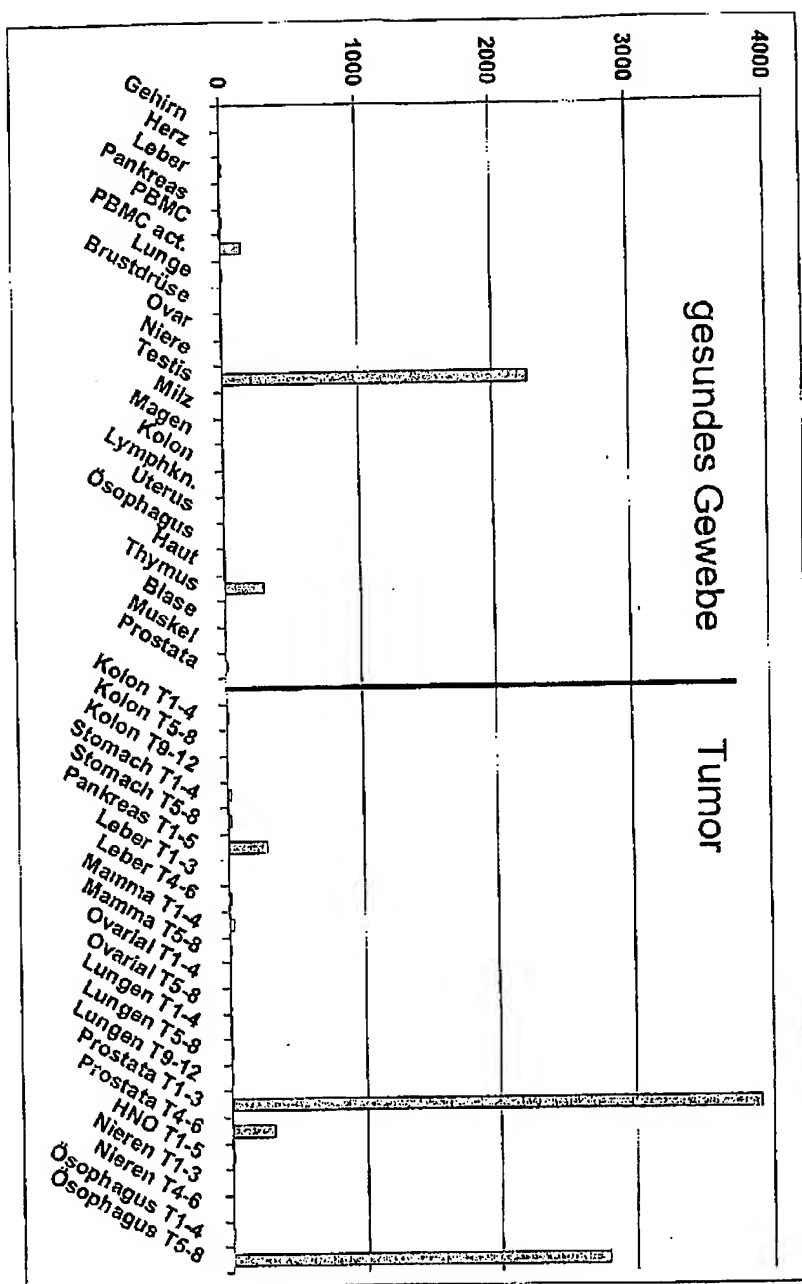 4000
3000
2000
1000
0
gesundes Gewebe
Tumor
Gehirn
Herz
Leber
Pankreas
PBMC
PBMC act.
Lunge
Brustdrüse
Ovar
Niere
Testis
Milz
Magen
Kolon
Lymphkn.
Uterus
Ösophagus
Haut
Thymus
Blase
Muskel
Prostata
Kolon T1-4
Kolon T5-8
Kolon T9-12
Stomach T1-4
Stomach T5-8
Pankreas T1-5
Leber T1-3
Leber T4-6
Mamma T1-4
Mamma T5-8
Ovarial T1-4
Ovarial T5-8
Lungen T1-4
Lungen T5-8
Lungen T9-12
Prostata T1-3
Prostata T4-6
HNO T1-5
Nieren T1-3
Nieren T4-6
Ösophagus T1-4
Ösophagus T5-8